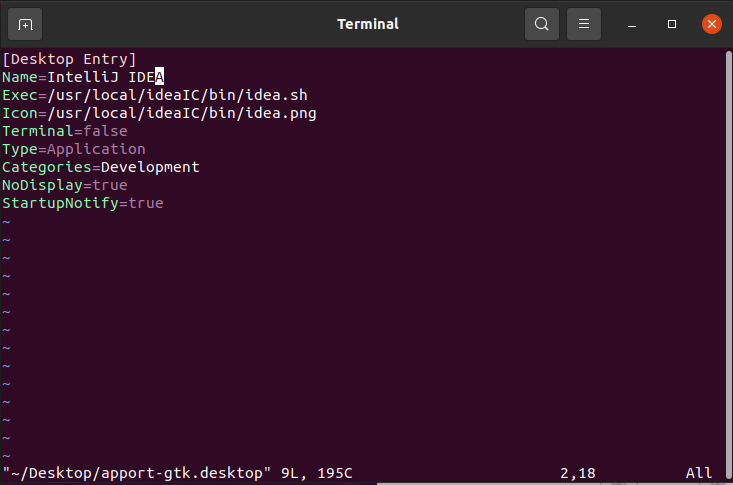 Terminal
[Desktop Entry]
Name=IntelliJ IDEA
Exec=/usr/local/ideaIC/bin/idea.sh
Icon=/usr/local/ideaIC/bin/idea.png
Terminal=false
Type=Application
Categories=Development
NoDisplay=true
StartupNotify=true
~
~
~
~
~
~
~
~
~
~
~
~
~
~
"~/Desktop/apport-gtk.desktop" 9L, 195C 2,18 All